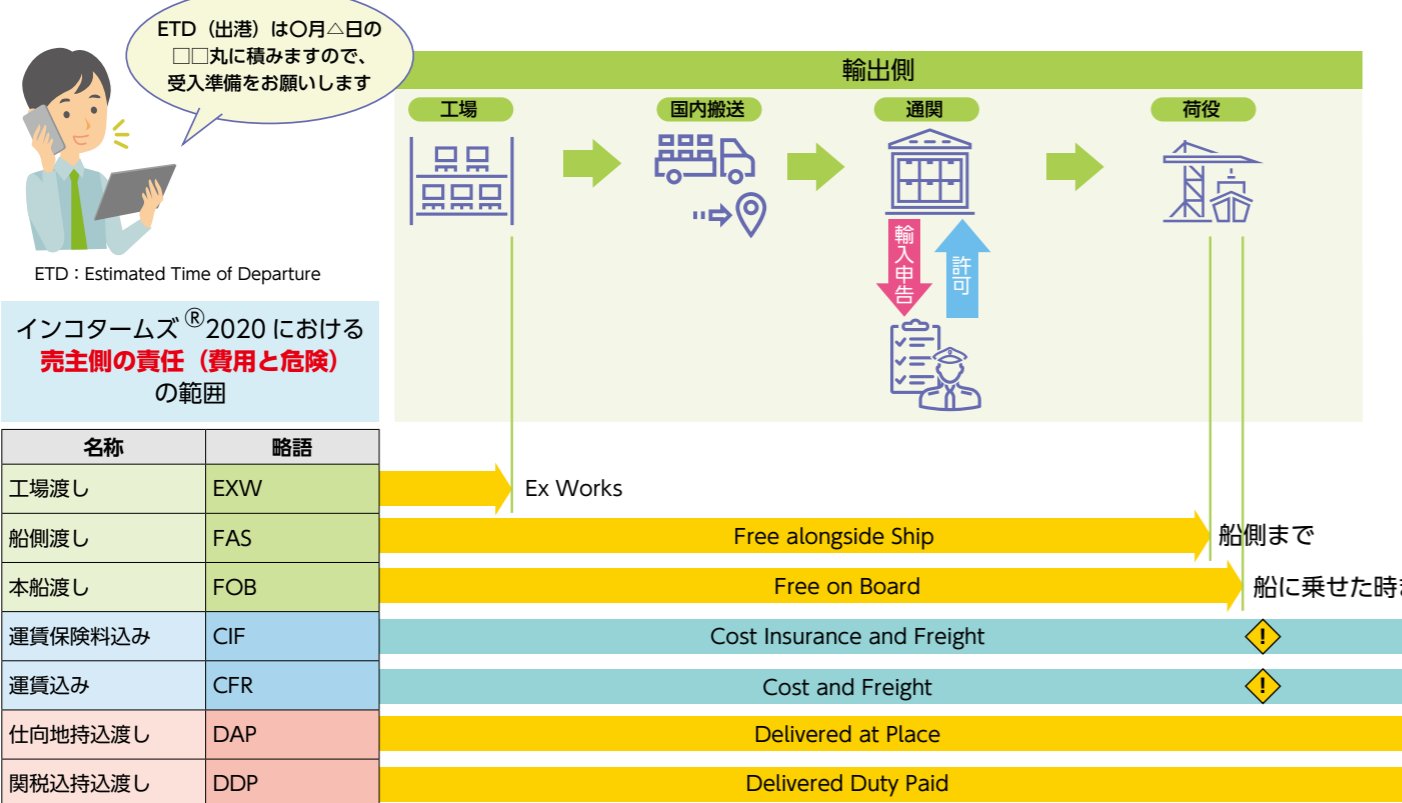 ETD（出港）は〇月△日の
□□丸に積みますので、
受入準備をお願いします
ETD：Estimated Time of Departure
輸出側
工場
国内搬送
通関
荷役
輸入申告
許可
インコタームズ®2020 における
売主側の責任（費用と危険）
の範囲
名称 略語
工場渡し EXW Ex Works
船側渡し FAS Free alongside Ship 船側まで
本船渡し FOB Free on Board 船に乗せた時
運賃保険料込み CIF Cost Insurance and Freight !
運賃込み CFR Cost and Freight !
仕向地持込渡し DAP Delivered at Place
関税込持込渡し DDP Delivered Duty Paid